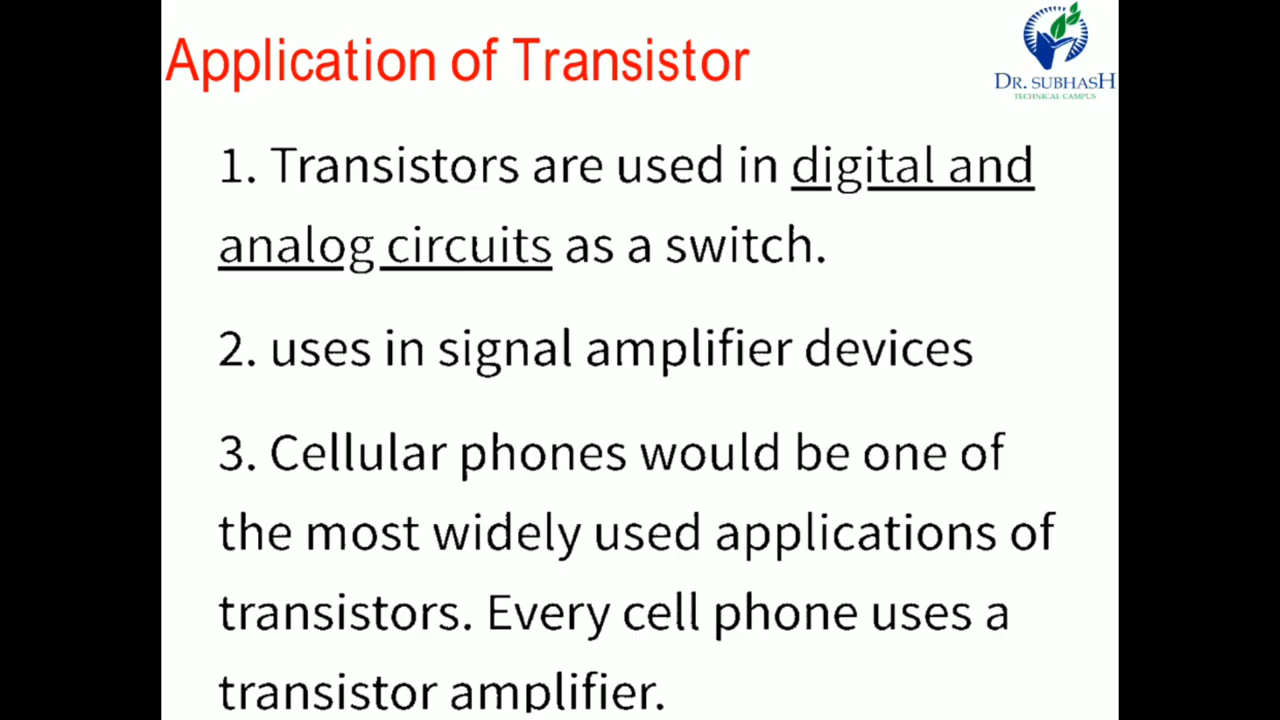 Application of Transistor
DR. SUBHASH
TECHNICAL CAMPUS
1. Transistors are used in digital and
analog circuits as a switch.
2. uses in signal amplifier devices
3. Cellular phones would be one of
the most widely used applications of
transistors. Every cell phone uses a
transistor amplifier.